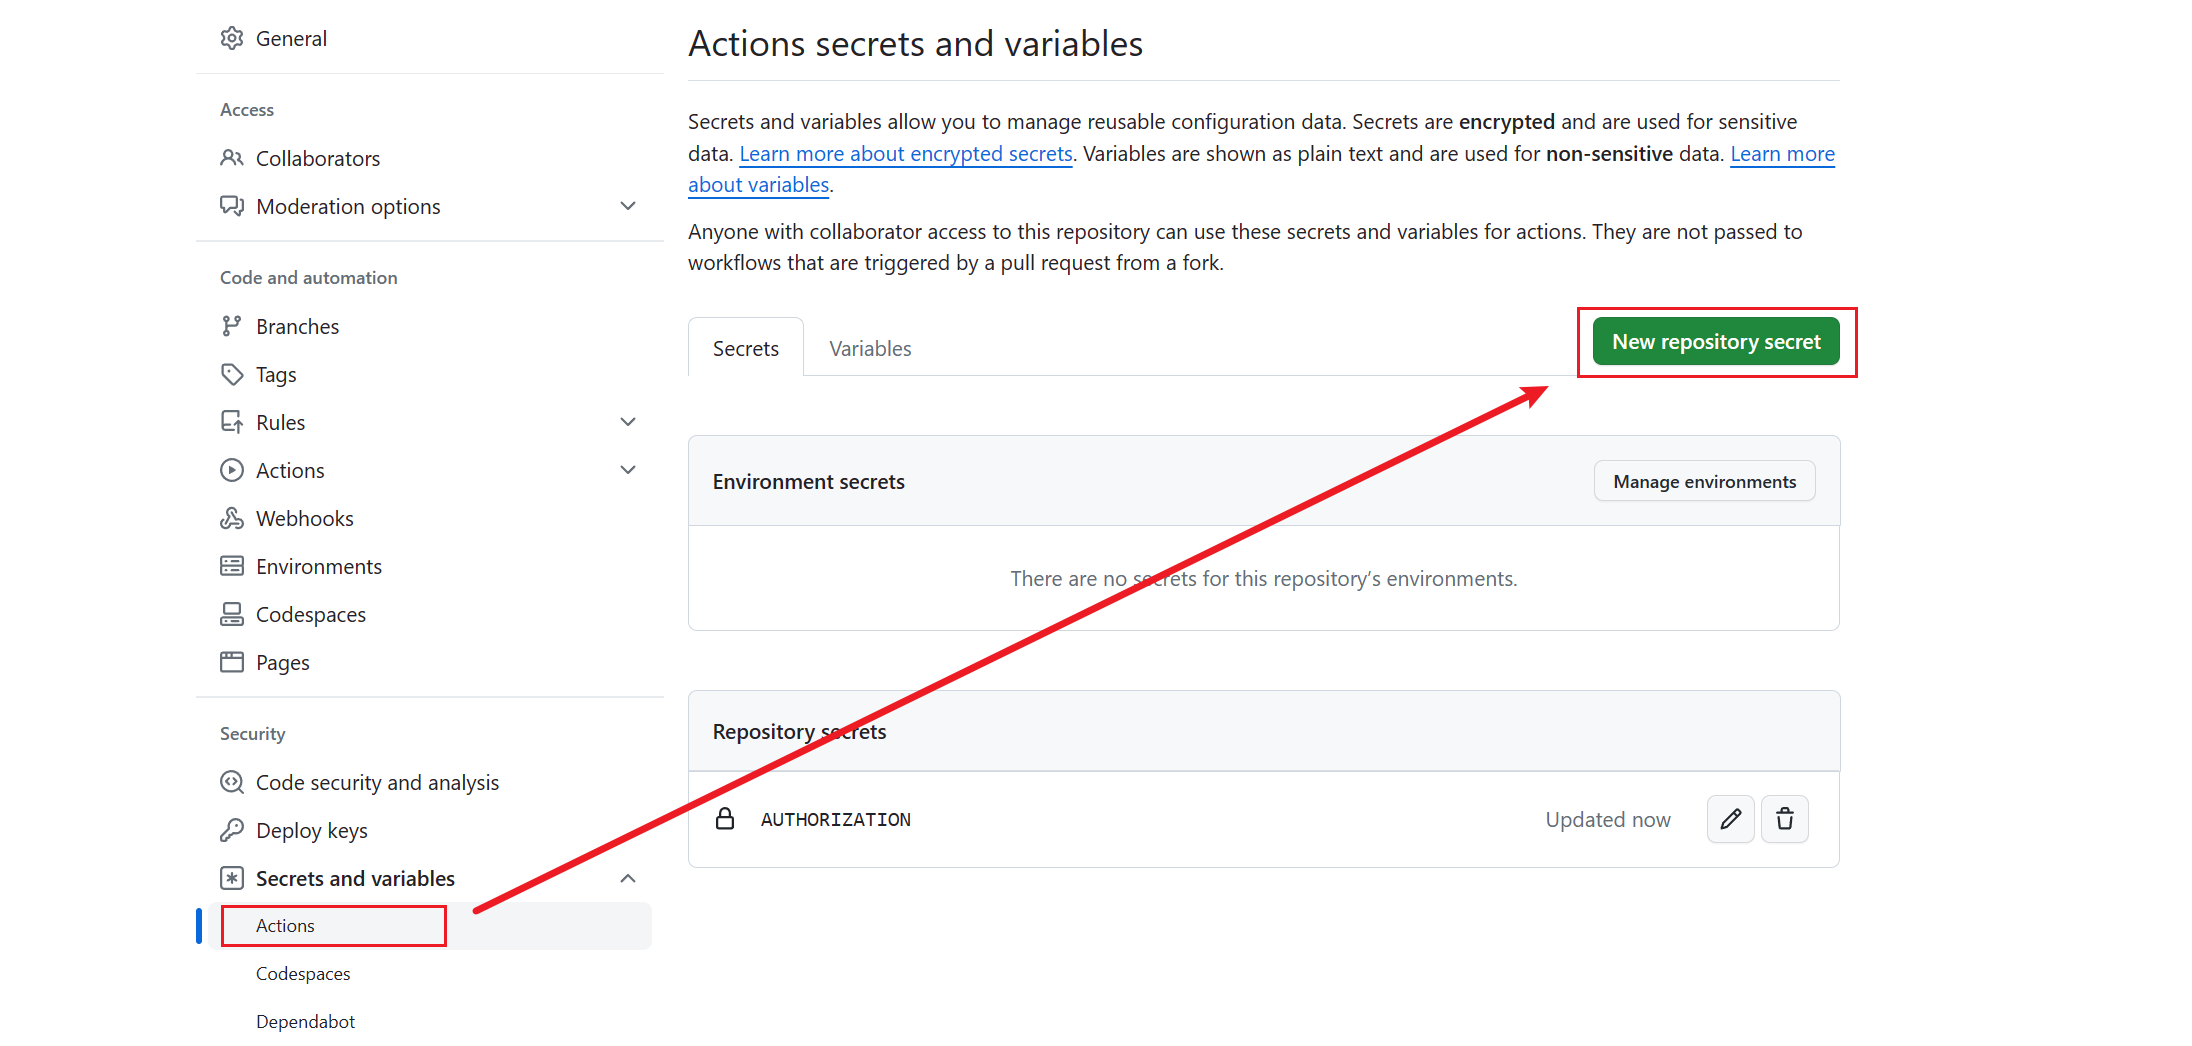 General
Access
Collaborators
Moderation options
Code and automation
Branches
Tags
Rules
Actions
Webhooks
Environments
Codespaces
Pages
Security
Code security and analysis
Deploy keys
Secrets and variables
Actions
Codespaces
Dependabot
Actions secrets and variables
Secrets and variables allow you to manage reusable configuration data. Secrets are encrypted and are used for sensitive
data. Learn more about encrypted secrets. Variables are shown as plain text and are used for non-sensitive data. Learn more
about variables.
Anyone with collaborator access to this repository can use these secrets and variables for actions. They are not passed to
workflows that are triggered by a pull request from a fork.
Secrets
Variables
New repository secret
Environment secrets
Manage environments
There are no secrets for this repository’s environments.
Repository secrets
AUTHORIZATION
Updated now